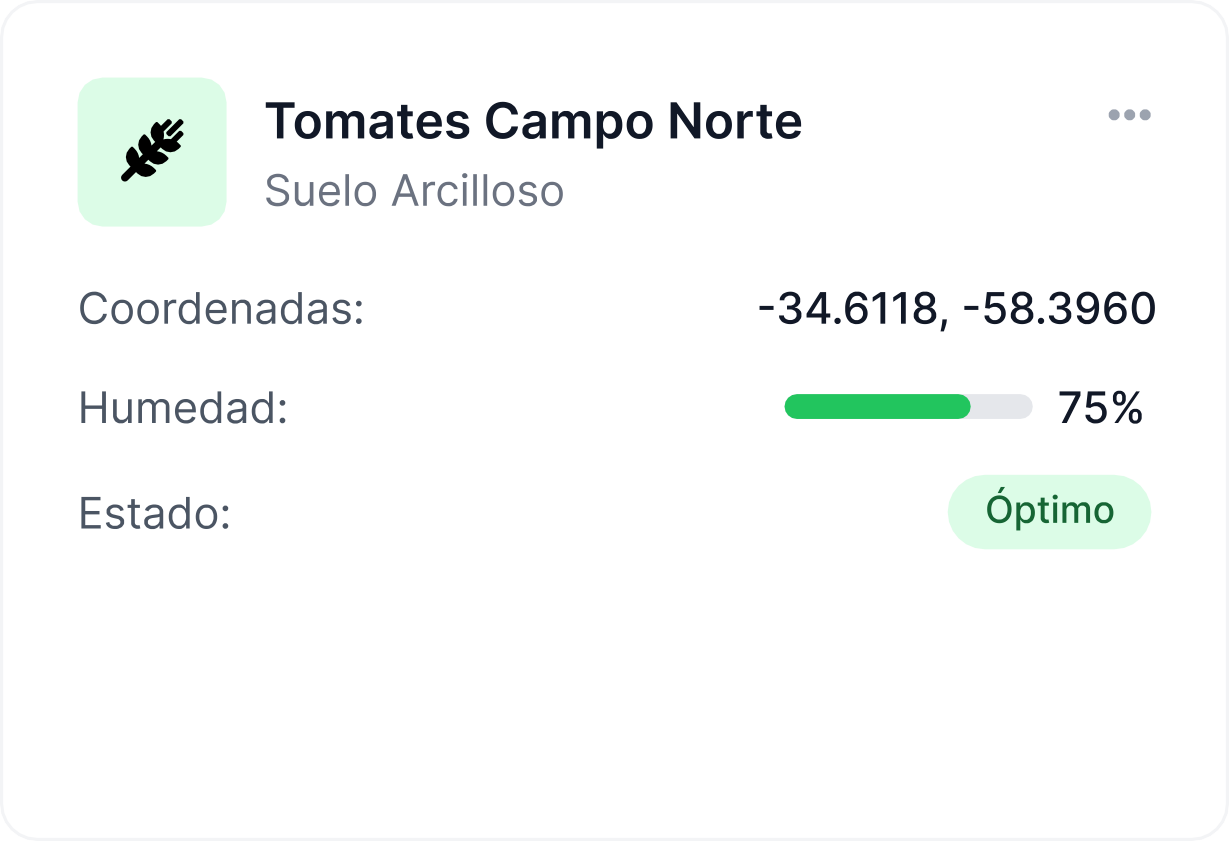 Tomates Campo Norte
Suelo Arcilloso
Coordenadas: -34.6118, -58.3960
Humedad: 75%
Estado: Óptimo